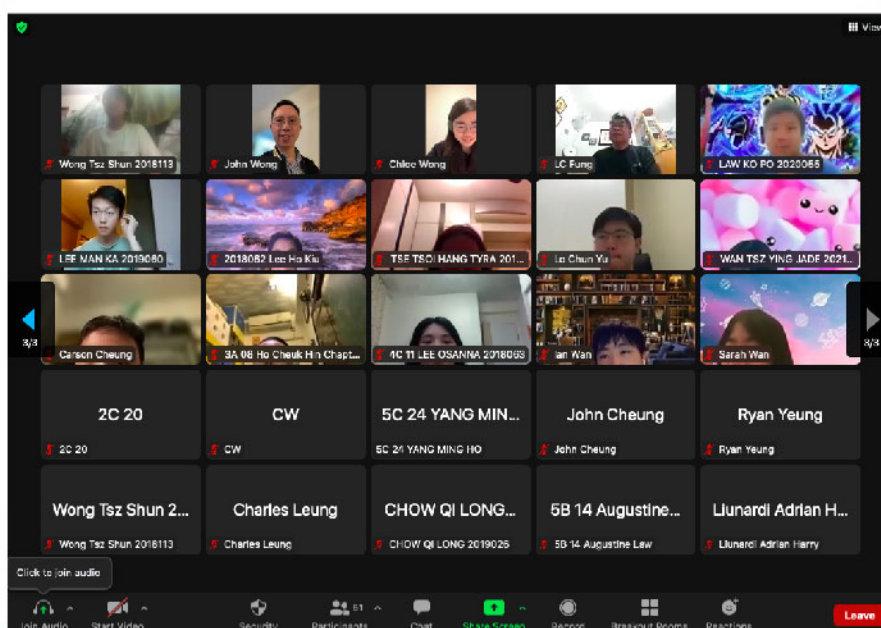 View
Wong Tsz Shun 2018113
John Wong
Chloe Wong
LC Fung
LAW KO PO 2020055
LEE MAN KA 2019060
2018062 Lee Ho Kiu
TSE TSOI HANG TYRA 201...
Lo Chun Yu
WAN TSZ YING JADE 2021...
Carson Cheung
3A 08 Ho Cheuk Hin Chapt...
4C 11 LEE OSANNA 2018063
Ian Wan
Sarah Wan
3/3
3/3
2C 20
CW
5C 24 YANG MIN...
John Cheung
Ryan Yeung
2C 20
CW
5C 24 YANG MING HO
John Cheung
Ryan Yeung
Wong Tsz Shun 2...
Charles Leung
CHOW QI LONG...
5B 14 Augustine...
Liunardi Adrian H...
Wong Tsz Shun 2018113
Charles Leung
CHOW QI LONG 2019026
5B 14 Augustine Law
Liunardi Adrian Harry
Click to join audio
Join Audio
Start Video
Security
Participants
61
Chat
Share Screen
Record
Breakout Rooms
Reactions
Leave